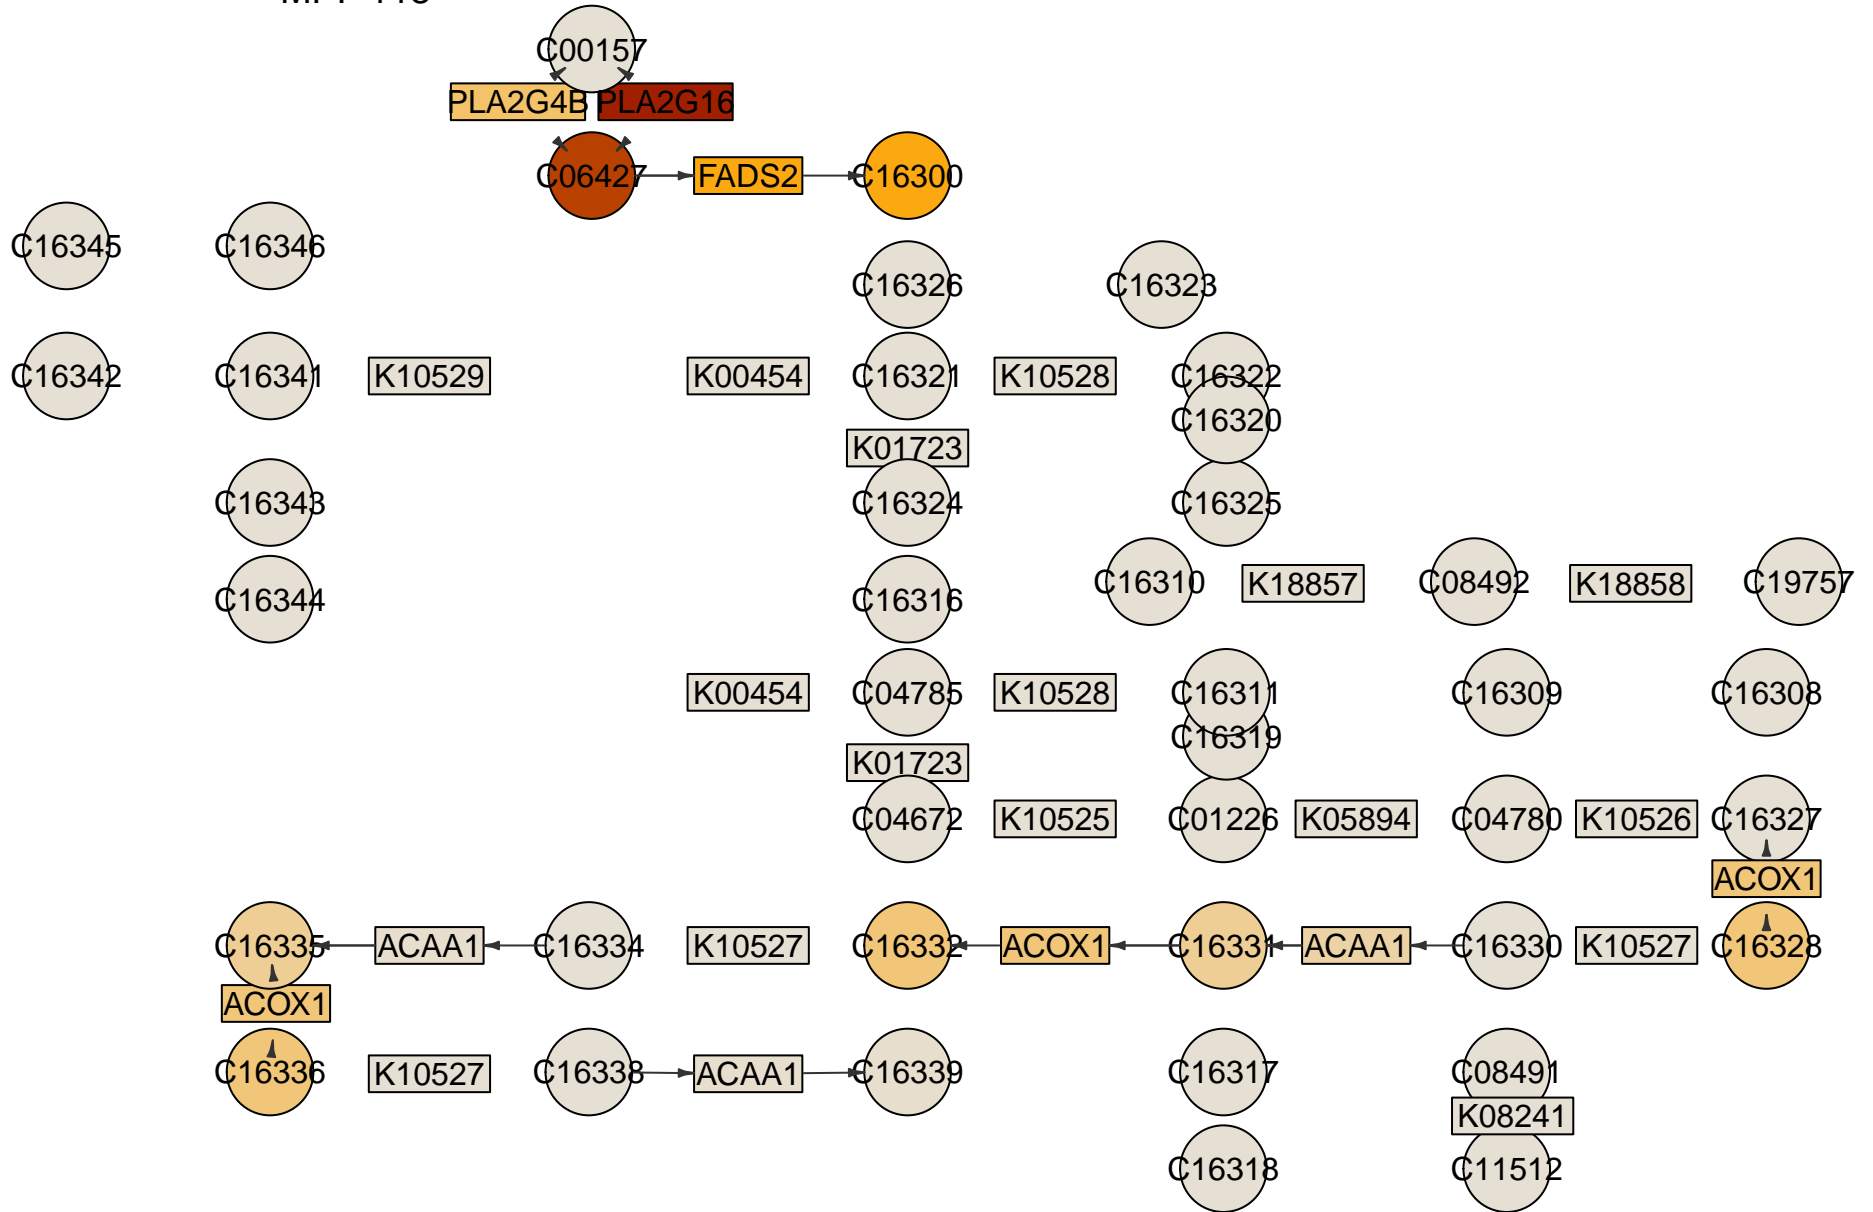 C00157
PLA2G4B PLA2G16
C06427 FADS2 C16300
C16345 C16346
C16326 C16323
C16342 C16341 K10529 K00454 C16321 K10528 C16322
C16320
K01723
C16343 C16324 C16325
C16310 K18857 C08492 K18858 C19757
C16344 C16316
K00454 C04785 K10528 C16311 C16309 C16308
C16319
K01723
C04672 K10525 C01226 K05894 C04780 K10526 C16327
ACOX1
C16335 ACAA1 C16334 K10527 C16332 ACOX1 C16331 ACAA1 C16330 K10527 C16328
ACOX1
C16336 K10527 C16338 ACAA1 C16339 C16317 C08491
K08241
C16318 C11512